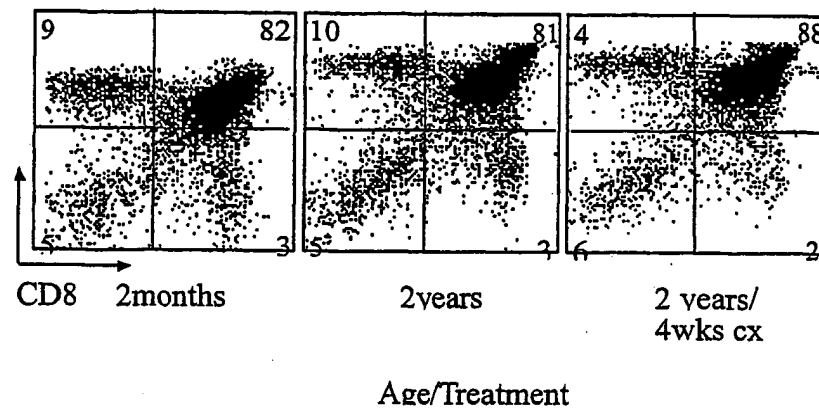 9 82 10 81 4 88
5 3 5 6 2
CD8 2months 2years 2 years/
4wks cx
Age/Treatment